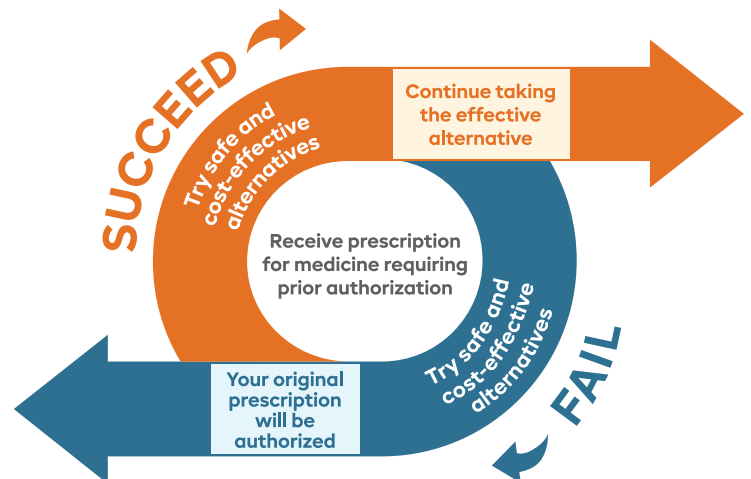 SUCCEED
Try safe and
cost-effective
alternatives
Continue taking
the effective
alternative
Receive prescription
for medicine requiring
prior authorization
Try safe and
cost-effective
alternatives
FAIL
Your original
prescription
will be
authorized